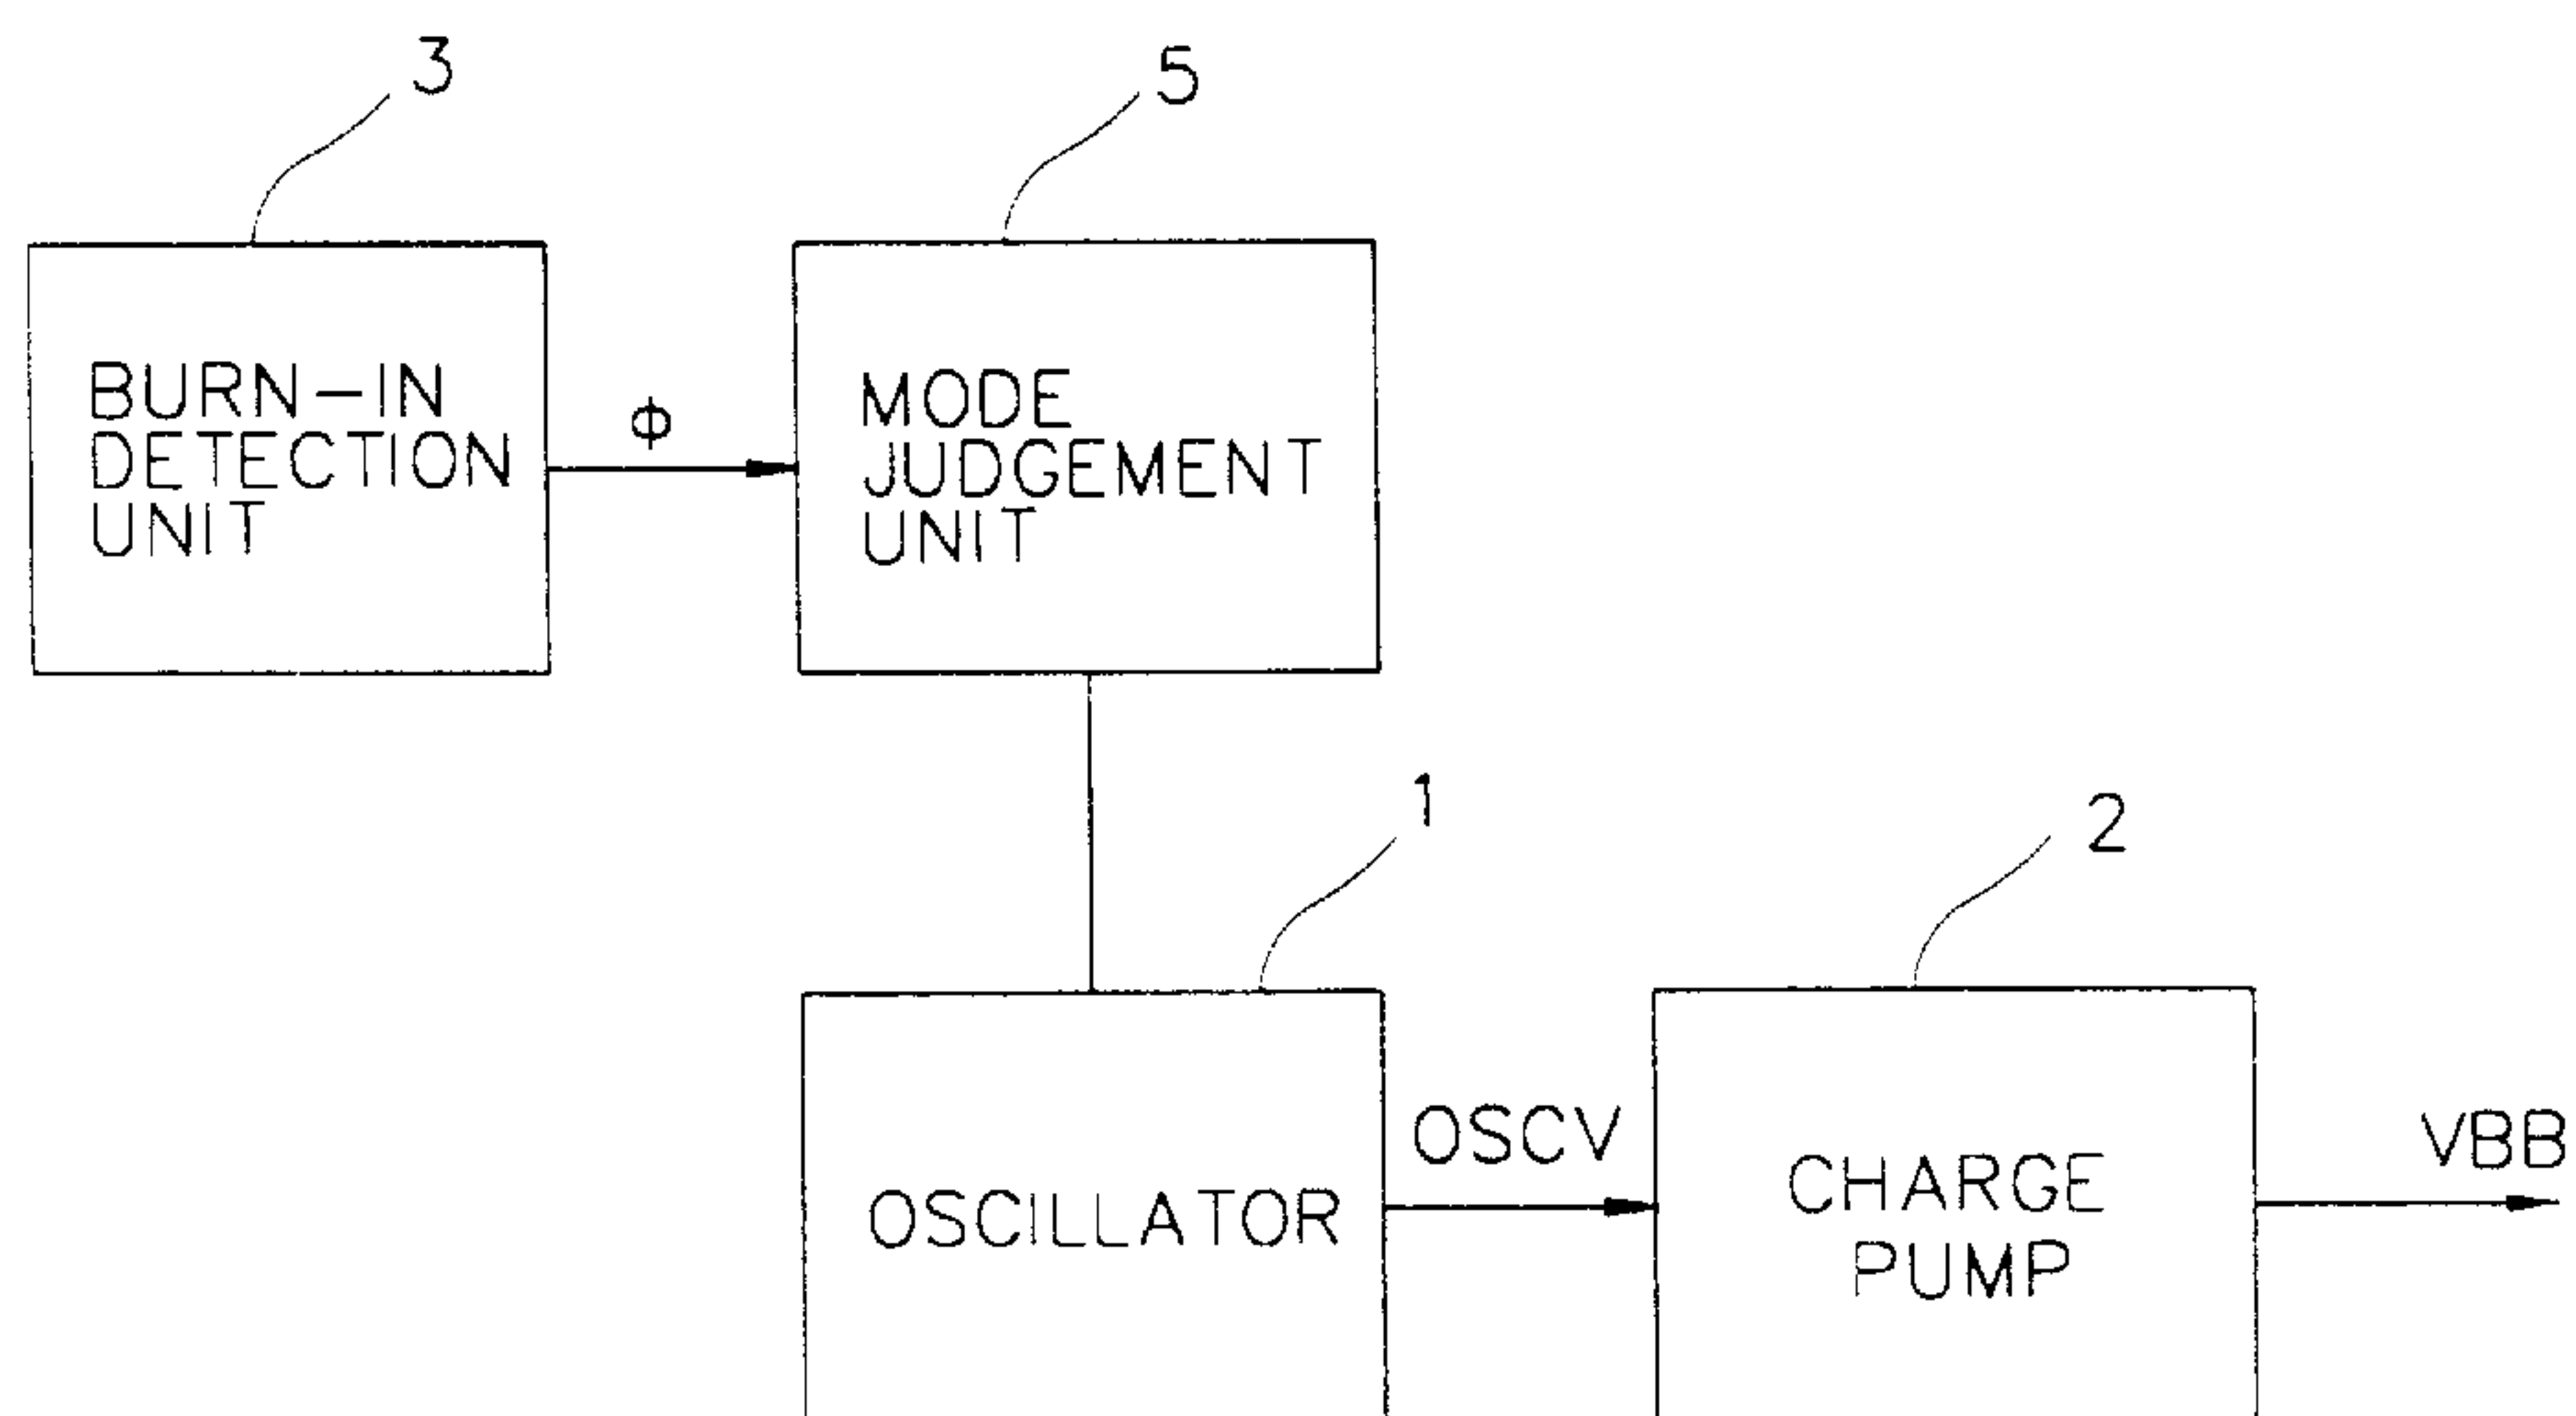 3
5
BURN-IN
DETECTION
UNIT
ϕ
MODE
JUDGEMENT
UNIT
1
2
OSCILLATOR
OSCV
CHARGE
PUMP
VBB